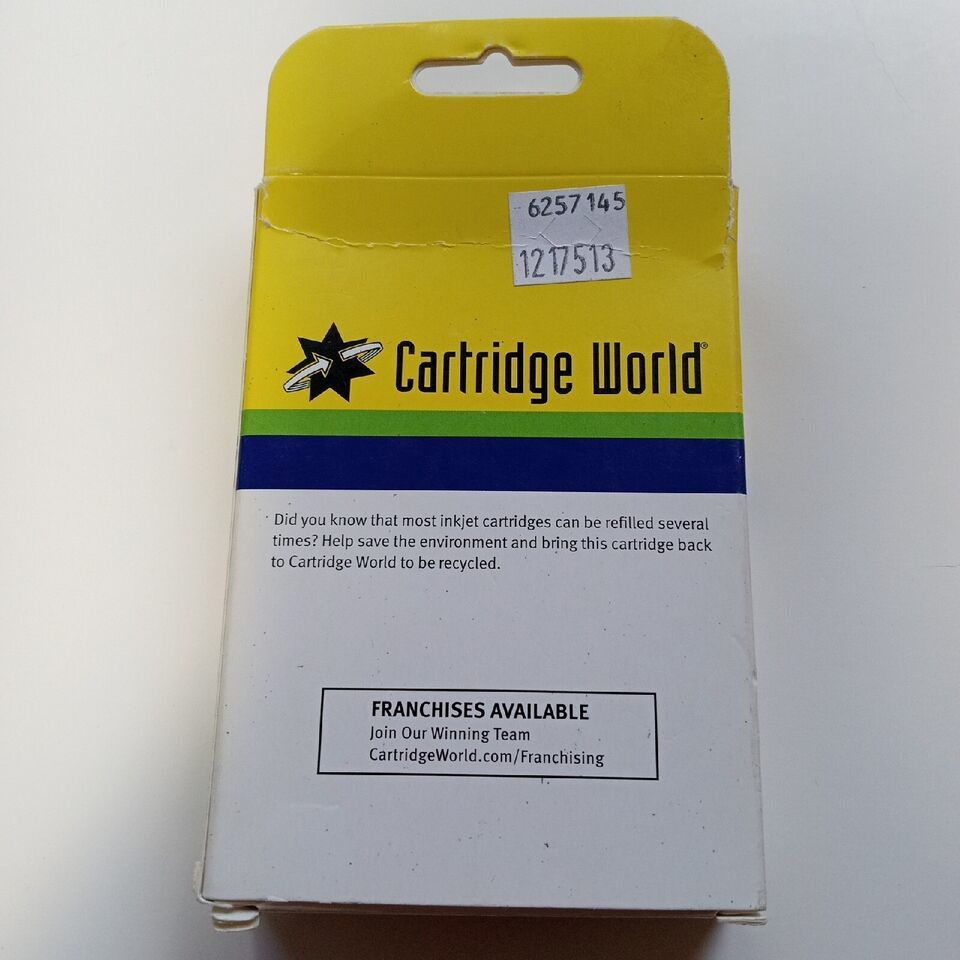 6257145
1217513
Cartridge World®
Did you know that most inkjet cartridges can be refilled several
times? Help save the environment and bring this cartridge back
to Cartridge World to be recycled.
FRANCHISES AVAILABLE
Join Our Winning Team
CartridgeWorld.com/Franchising